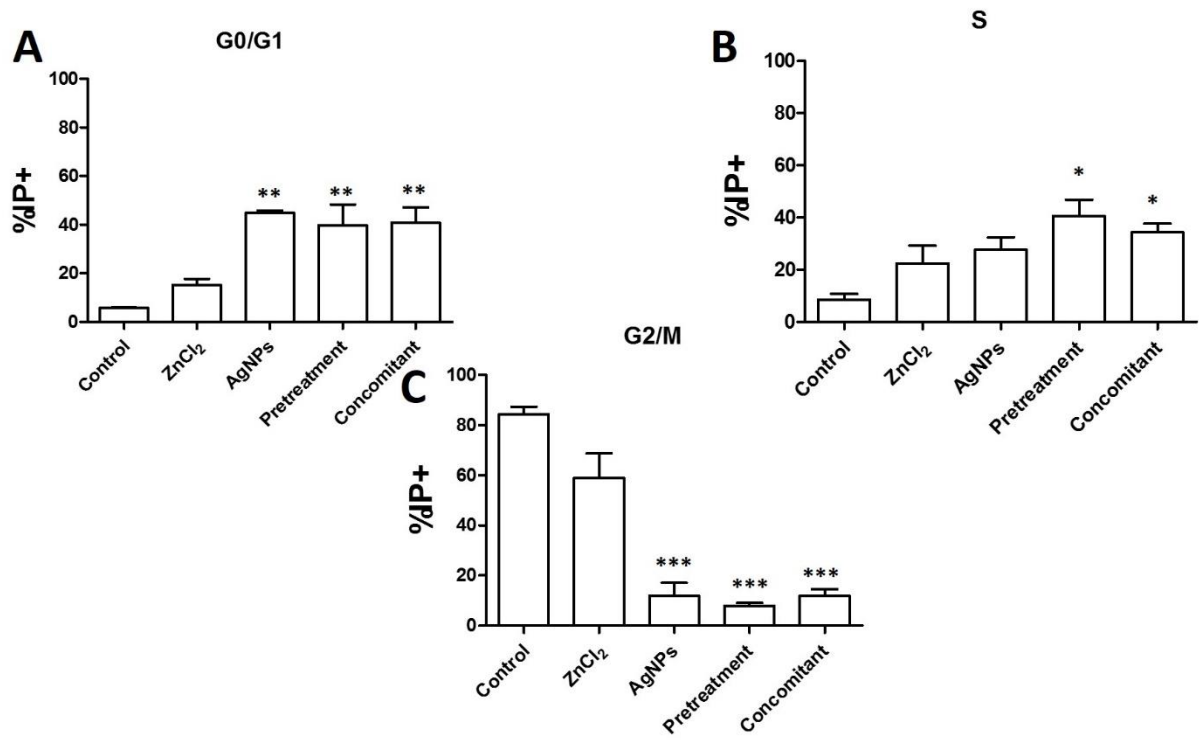 A
G0/G1
%IP+
100
80
60
40
20
0
** ** **
Control
ZnCl₂
AgNPs
Pretreatment
Concomitant
B
S
%IP+
100
80
60
40
20
0
* *
Control
ZnCl₂
AgNPs
Pretreatment
Concomitant
C
G2/M
%IP+
100
80
60
40
20
0
*** *** ***
Control
ZnCl₂
AgNPs
Pretreatment
Concomitant